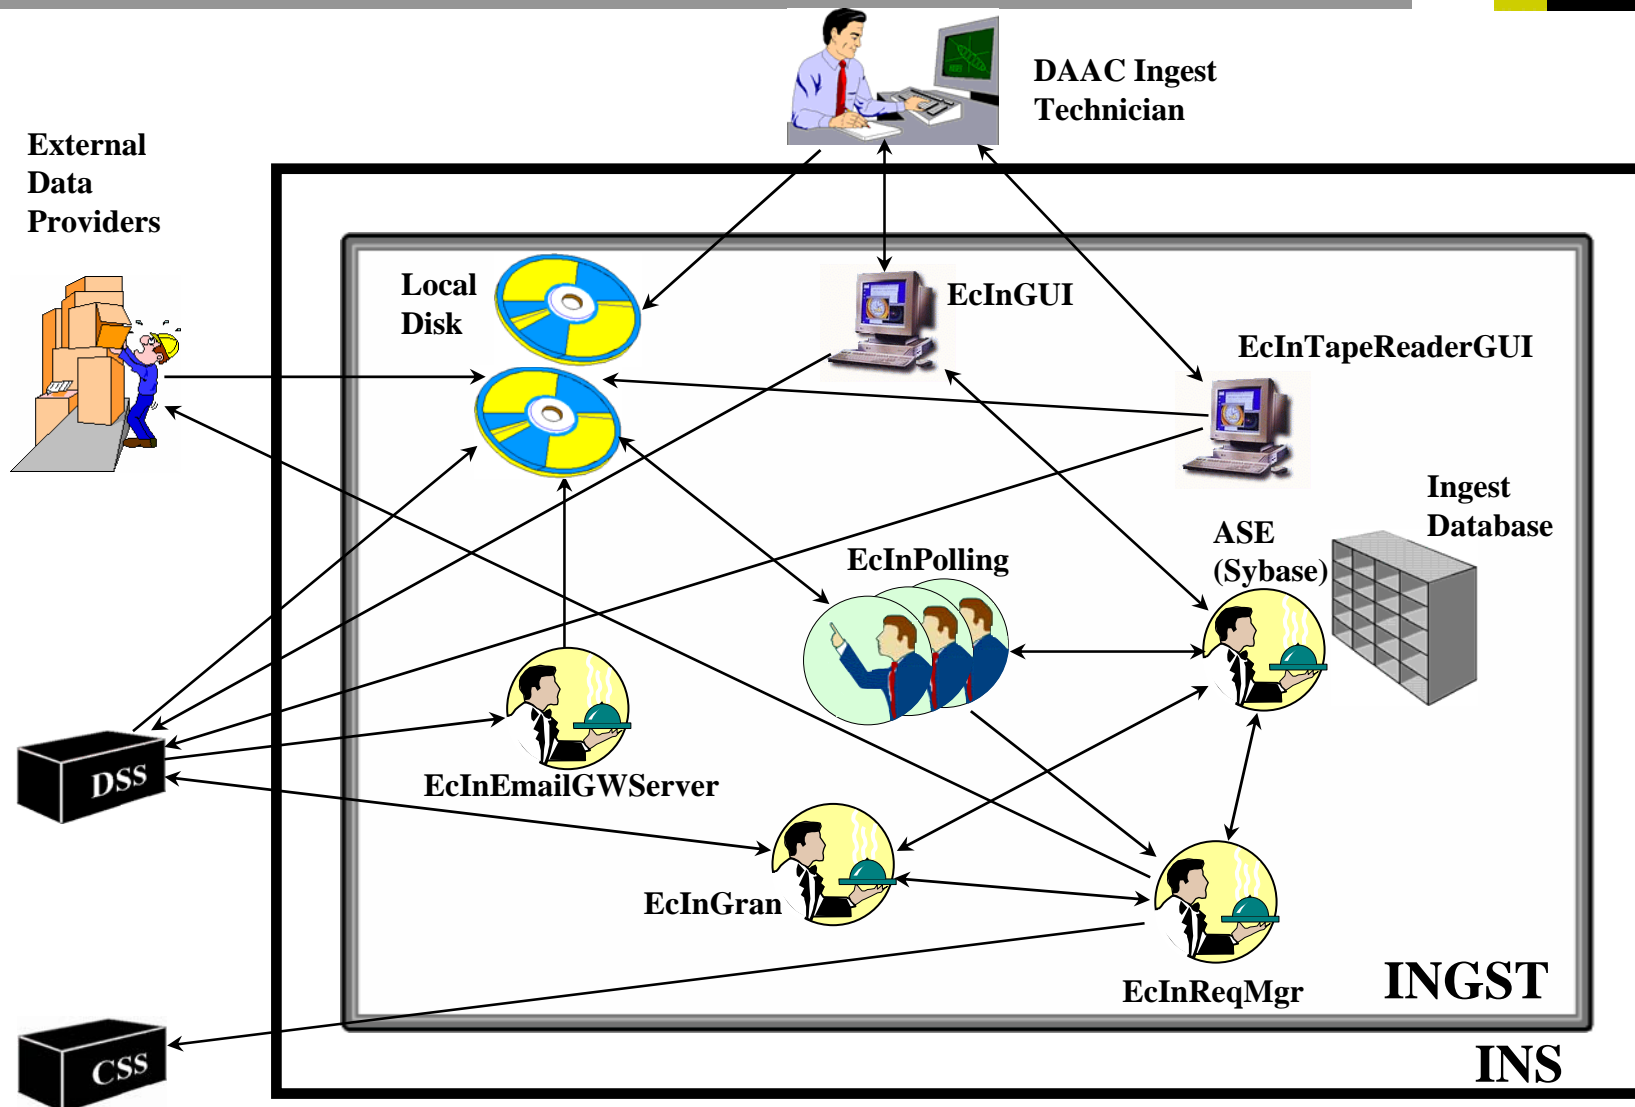 DAAC Ingest
Technician
External
Data
Providers
Local
Disk
EcInGUI
EcInTapeReaderGUI
Ingest
Database
ASE
(Sybase)
EcInPolling
DSS
EcInEmailGWServer
EcInGran
EcInReqMgr
INGST
CSS
INS